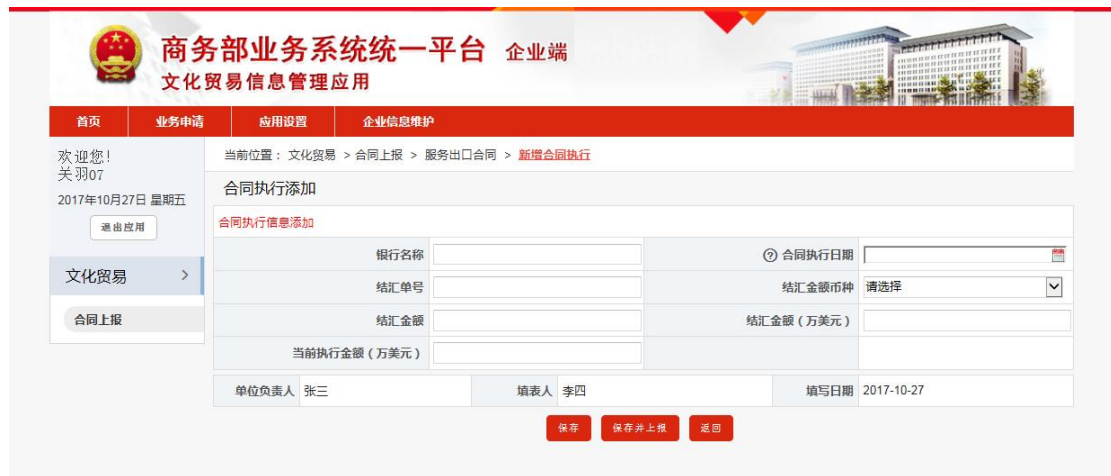 商务部业务系统统一平台 企业端
文化贸易信息管理应用
首页 业务申请 应用设置 企业信息维护
欢迎您!
关羽07
2017年10月27日 星期五
退出应用
文化贸易 >
合同上报
当前位置： 文化贸易 > 合同上报 > 服务出口合同 > 新增合同执行
合同执行添加
合同执行信息添加
银行名称 ? 合同执行日期
结汇单号 结汇金额币种 请选择
结汇金额 结汇金额（万美元）
当前执行金额（万美元）
单位负责人 张三 填表人 李四 填写日期 2017-10-27
保存 保存并上报 返回